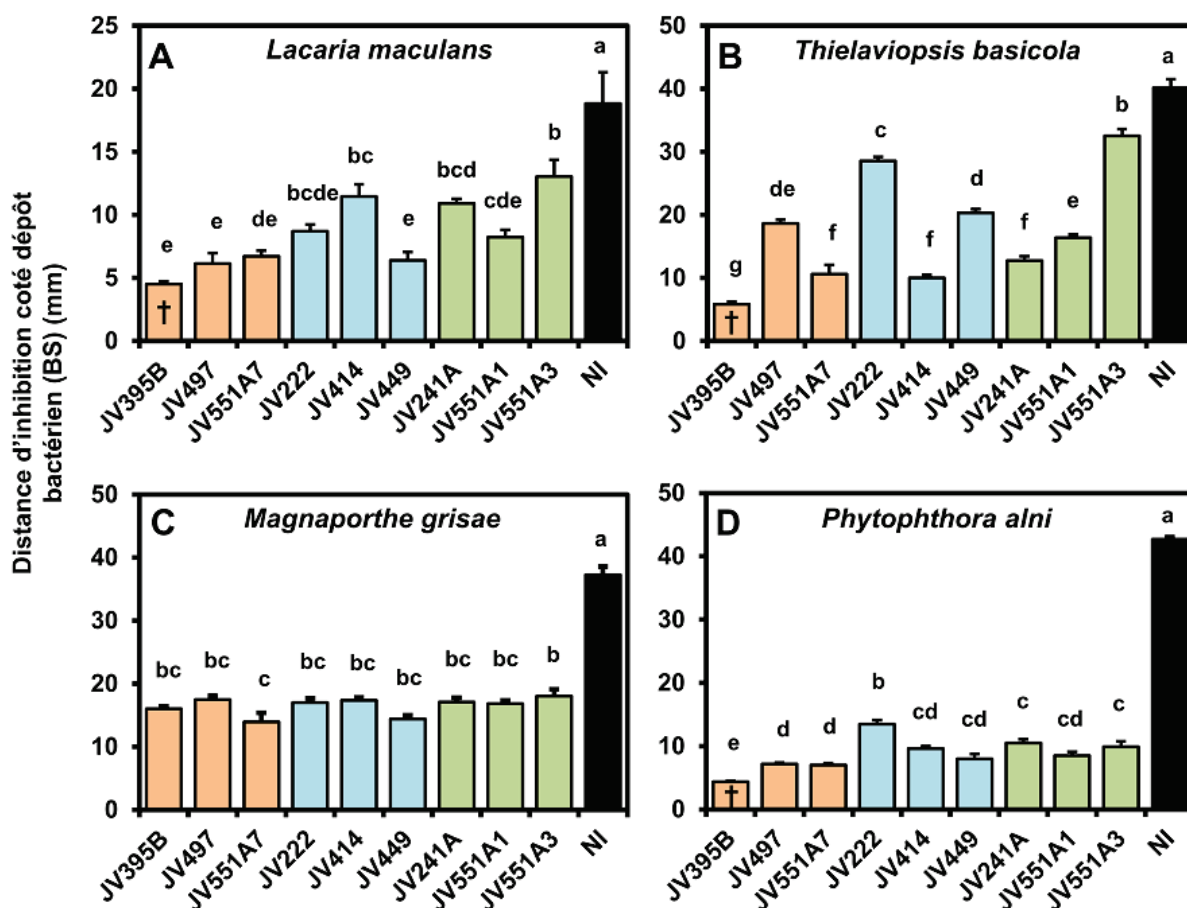 Distance d'inhibition coté dépôt
bactérien (BS) (mm)
A
Lacaria maculans
25
20
15
10
5
0
e
e
de
bcde
bc
e
bcd
cde
b
a
†
JV395B
JV497
JV551A7
JV222
JV414
JV449
JV241A
JV551A1
JV551A3
NI
B
Thielaviopsis basicola
50
40
30
20
10
0
g
de
f
c
f
d
f
e
b
a
†
JV395B
JV497
JV551A7
JV222
JV414
JV449
JV241A
JV551A1
JV551A3
NI
C
Magnaporthe grisae
50
40
30
20
10
0
bc
bc
c
bc
bc
bc
bc
bc
b
a
JV395B
JV497
JV551A7
JV222
JV414
JV449
JV241A
JV551A1
JV551A3
NI
D
Phytophthora alni
50
40
30
20
10
0
e
d
d
b
cd
cd
c
cd
c
a
†
JV395B
JV497
JV551A7
JV222
JV414
JV449
JV241A
JV551A1
JV551A3
NI